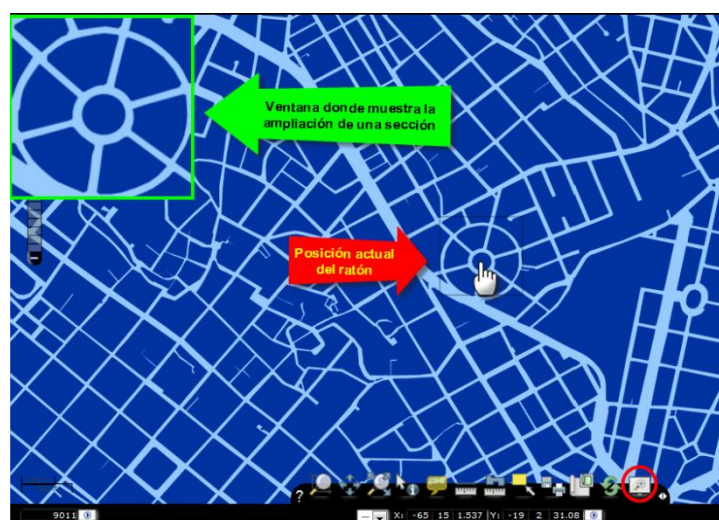 Ventana donde muestra la
ampliación de una sección
Posición actual
del ratón
?
9011
--- X: -65 15 1.537 Y: -19 2 31.08